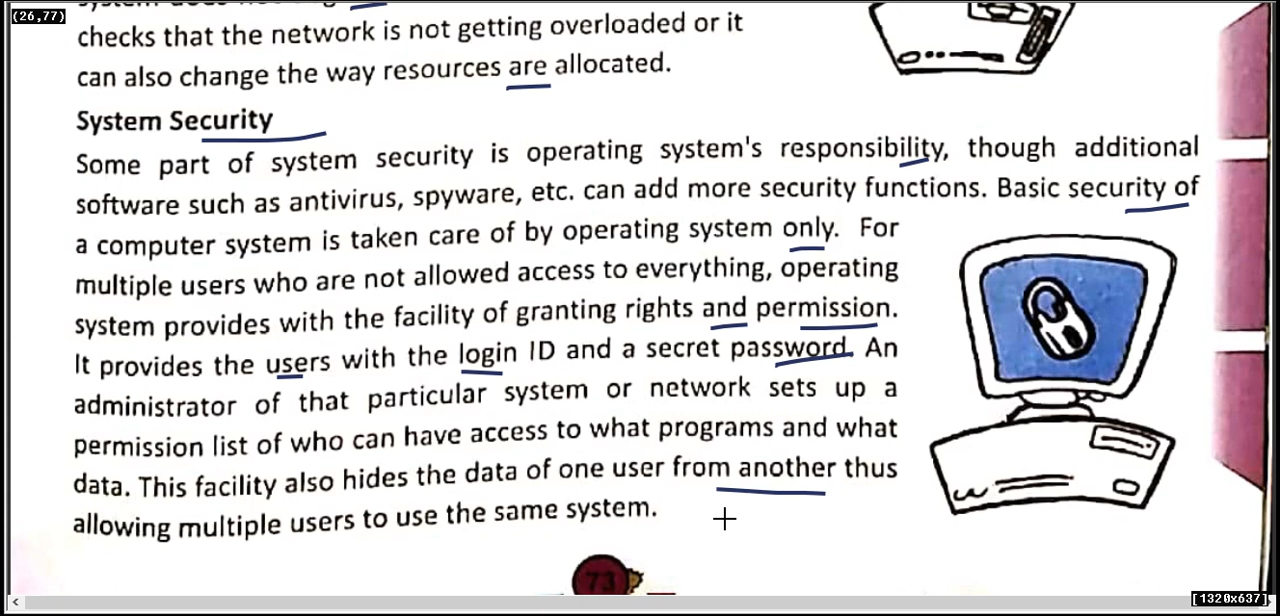 (26,77)
checks that the network is not getting overloaded or it
can also change the way resources are allocated.
System Security
Some part of system security is operating system's responsibility, though additional
software such as antivirus, spyware, etc. can add more security functions. Basic security of
a computer system is taken care of by operating system only. For
multiple users who are not allowed access to everything, operating
system provides with the facility of granting rights and permission.
It provides the users with the login ID and a secret password. An
administrator of that particular system or network sets up a
permission list of who can have access to what programs and what
data. This facility also hides the data of one user from another thus
allowing multiple users to use the same system.
73
[1320x637]